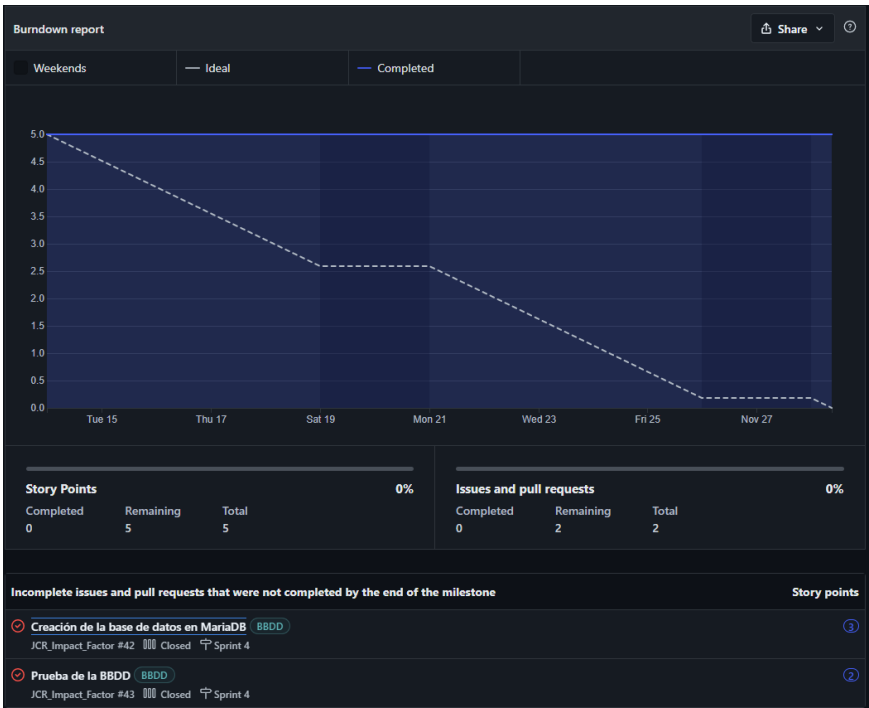 Burndown report
Share
Weekends
Ideal
Completed
5.0
4.5
4.0
3.5
3.0
2.5
2.0
1.5
1.0
0.5
0.0
Tue 15 Thu 17 Sat 19 Mon 21 Wed 23 Fri 25 Nov 27
Story Points 0%
Completed Remaining Total
0 5 5
Issues and pull requests 0%
Completed Remaining Total
0 2 2
Incomplete issues and pull requests that were not completed by the end of the milestone Story points
Creación de la base de datos en MariaDB BBDD 3
JCR_Impact_Factor #42 Closed Sprint 4
Prueba de la BBDD BBDD 2
JCR_Impact_Factor #43 Closed Sprint 4